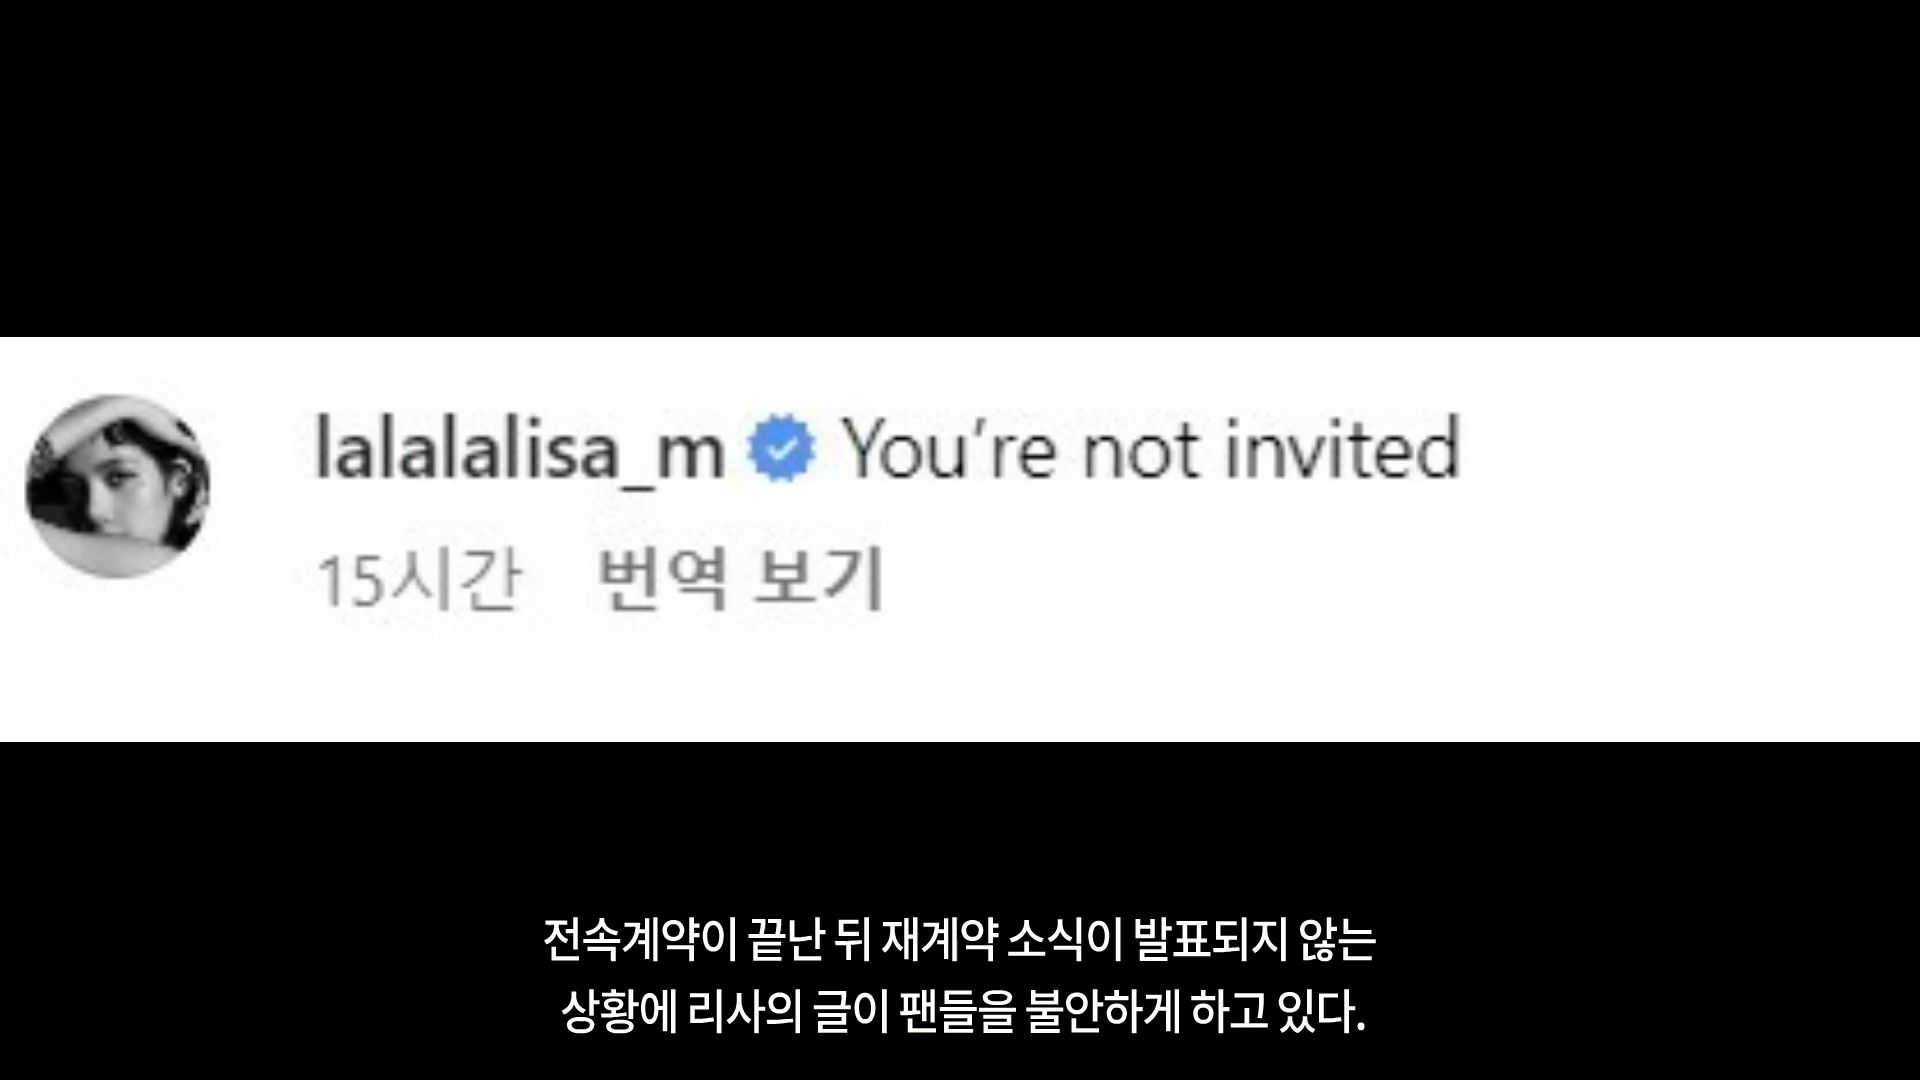 lalalalisa_m You're not invited
15시간 번역 보기
전속계약이 끝난 뒤 재계약 소식이 발표되지 않는
상황에 리사의 글이 팬들을 불안하게 하고 있다.